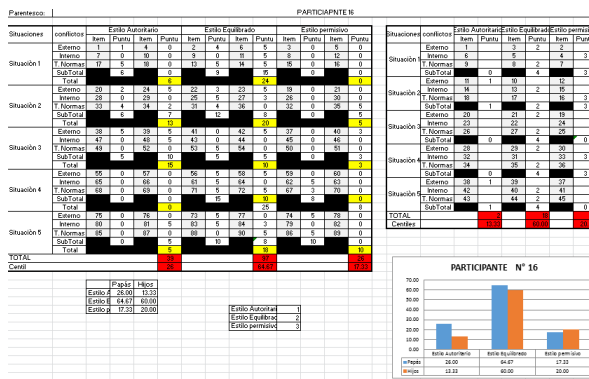 Parentesco: PARTICIAPNTE 16
Situaciones conflictos Estilo Autoritario Estilo Equilibrado Estilo permisivo
Item Puntu Item Puntu Item Puntu Item Puntu Item Puntu Item Puntu
Situación 1
Externo 1 1 4 0 2 4 6 5 3 0 5 0
Interno 7 0 10 0 9 0 11 5 8 0 12 0
T. Normas 17 5 18 0 13 5 14 5 15 0 16 0
SubTotal 6 0 9 15 0 0
Total 6 24 0
Situación 2
Externo 20 2 24 5 22 3 23 5 19 0 21 0
Interno 28 0 29 0 25 5 27 3 26 0 30 0
T. Normas 33 4 34 2 31 4 36 0 32 0 35 5
SubTotal 6 7 12 8 0 5
Total 13 20 5
Situación 3
Externo 38 5 39 5 41 0 42 5 37 0 40 3
Interno 47 0 48 5 43 0 44 0 45 0 46 0
T. Normas 49 0 52 0 53 5 54 0 50 0 51 0
SubTotal 5 10 5 5 0 3
Total 15 10 3
Situación 4
Externo 55 0 57 0 56 5 58 5 59 0 60 0
Interno 65 0 66 0 61 5 64 0 62 5 63 0
T. Normas 68 0 69 0 71 5 72 5 67 3 70 0
SubTotal 0 0 15 10 8 0
Total 0 25 8
Situación 5
Externo 75 0 76 0 73 5 77 0 74 5 78 0
Interno 80 0 81 5 83 5 84 3 79 0 82 0
T. Normas 85 0 87 0 88 0 90 5 86 5 89 0
SubTotal 0 5 10 8 10 0
Total 5 18 10
TOTAL 39 97 26
Centil 26 64.67 17.33
Situaciones conflictos Estilo Autorita Estilo Equilibrad Estilo permisiv
Item Puntu Item Puntu Item Puntu
Situación 1
Externo 1 3 2 2
Interno 6 5 4 3
T. Normas 9 8 2 7
SubTotal 0 4 3
Situación 2
Externo 11 1 10 12
Interno 14 13 2 15
T. Normas 18 17 16 3
SubTotal 1 2 3
Situación 3
Externo 20 21 2 19
Interno 23 22 24
T. Normas 26 27 2 25
SubTotal 0 4 0
Situación 4
Externo 28 29 2 30
Interno 32 31 33 3
T. Normas 34 35 2 36
SubTotal 0 4 3
Situación 5
Externo 38 1 39 37
Interno 42 40 2 41
T. Normas 43 44 2 45
SubTotal 1 4 0
TOTAL 2
Centiles 13.33 60.00 20
Papás Hijos
Estilo A 26.00 13.33
Estilo E 64.67 60.00
Estilo p 17.33 20.00
Estilo Autoritari 1
Estilo Equilibrad 2
Estilo permisivo 3
PARTICIPANTE N° 16
70.00
60.00
50.00
40.00
30.00
20.00
10.00
0.00
Estilo Autoritario Estilo Equilibrado Estilo permisivo
Papás 26.00 64.67 17.33
Hijos 13.33 60.00 20.00